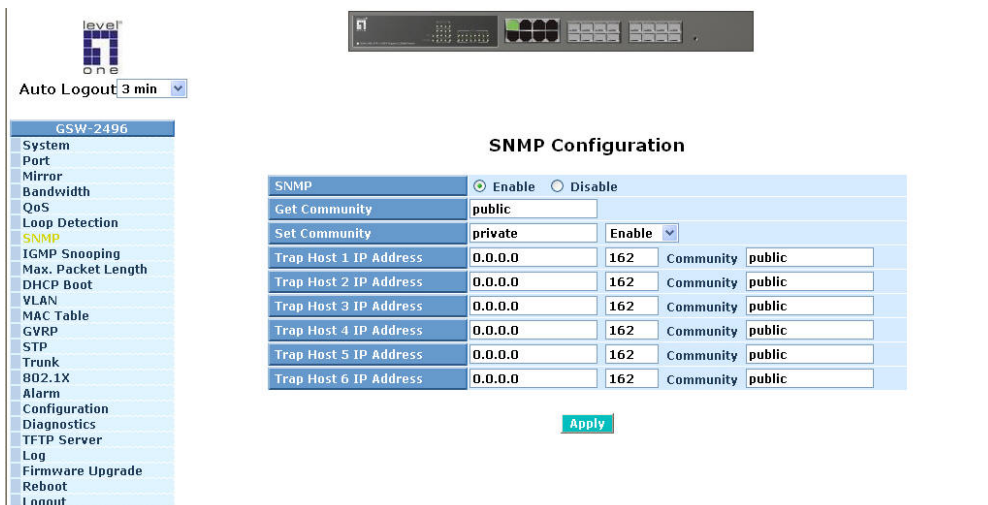 level
one
Auto Logout 3 min
GSW-2496
System
Port
Mirror
Bandwidth
QoS
Loop Detection
SNMP
IGMP Snooping
Max. Packet Length
DHCP Boot
VLAN
MAC Table
GVRP
STP
Trunk
802.1X
Alarm
Configuration
Diagnostics
TFTP Server
Log
Firmware Upgrade
Reboot
Logout
SNMP Configuration
SNMP Enable Disable
Get Community public
Set Community private Enable
Trap Host 1 IP Address 0.0.0.0 162 Community public
Trap Host 2 IP Address 0.0.0.0 162 Community public
Trap Host 3 IP Address 0.0.0.0 162 Community public
Trap Host 4 IP Address 0.0.0.0 162 Community public
Trap Host 5 IP Address 0.0.0.0 162 Community public
Trap Host 6 IP Address 0.0.0.0 162 Community public
Apply